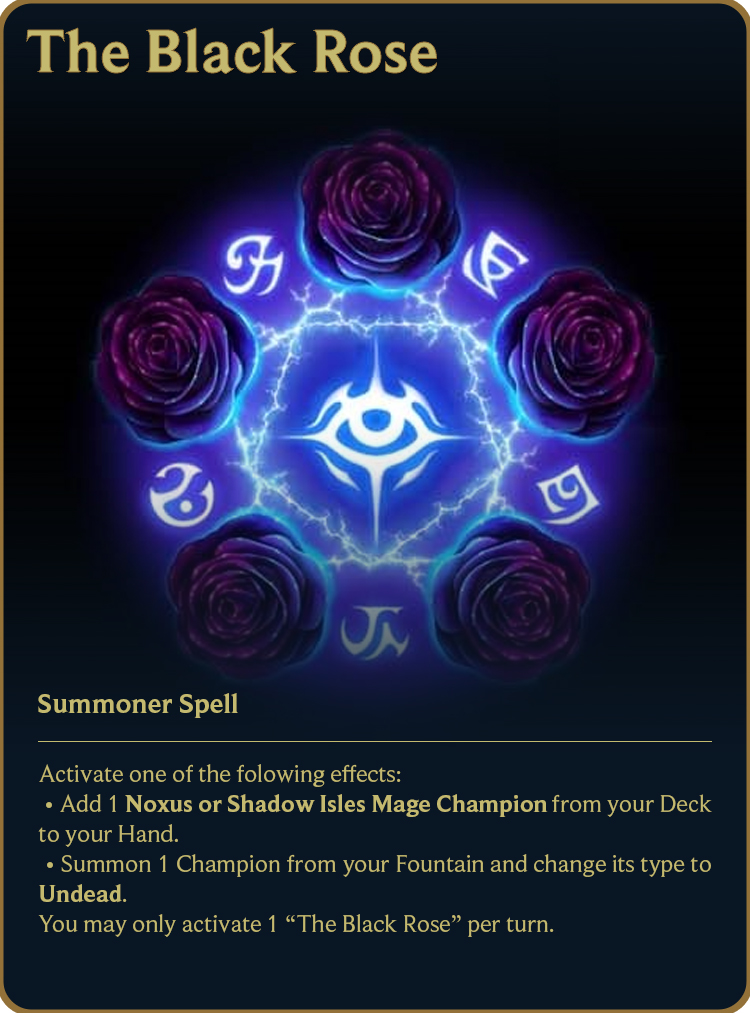 The Black Rose
Summoner Spell
Activate one of the folowing effects:
• Add 1 Noxus or Shadow Isles Mage Champion from your Deck
to your Hand.
• Summon 1 Champion from your Fountain and change its type to
Undead.
You may only activate 1 “The Black Rose” per turn.